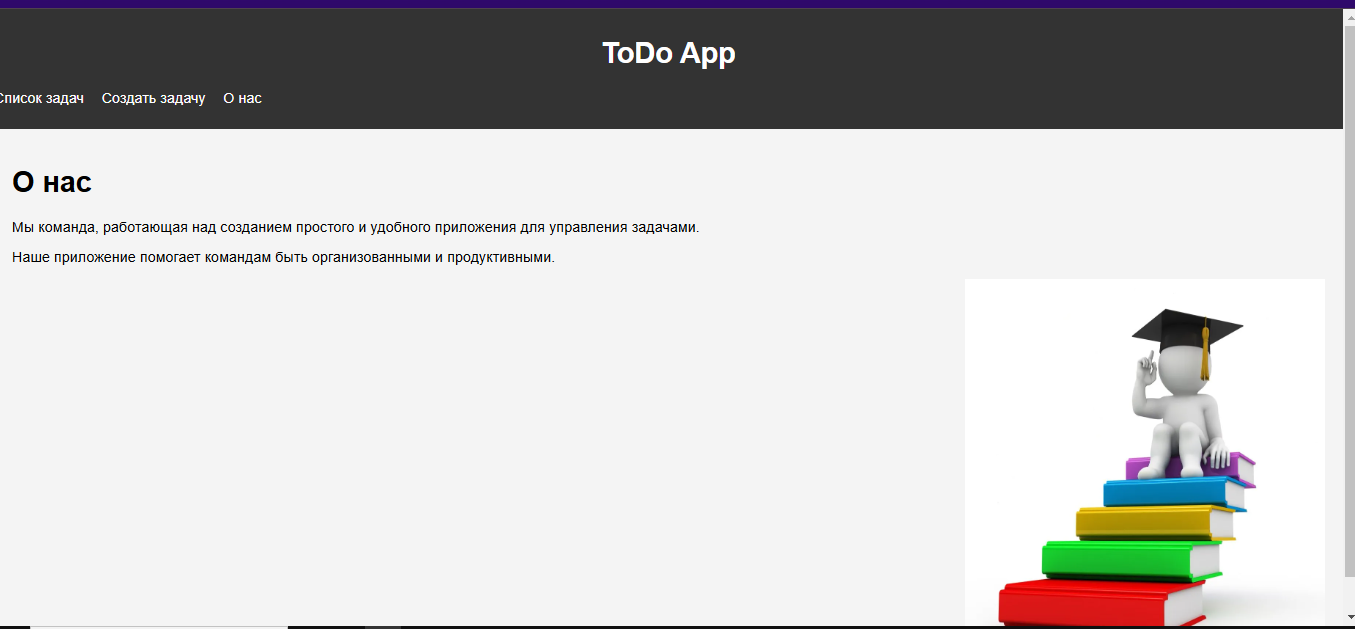 ToDo App
Список задач Создать задачу О нас
О нас
Мы команда, работающая над созданием простого и удобного приложения для управления задачами.
Наше приложение помогает командам быть организованными и продуктивными.